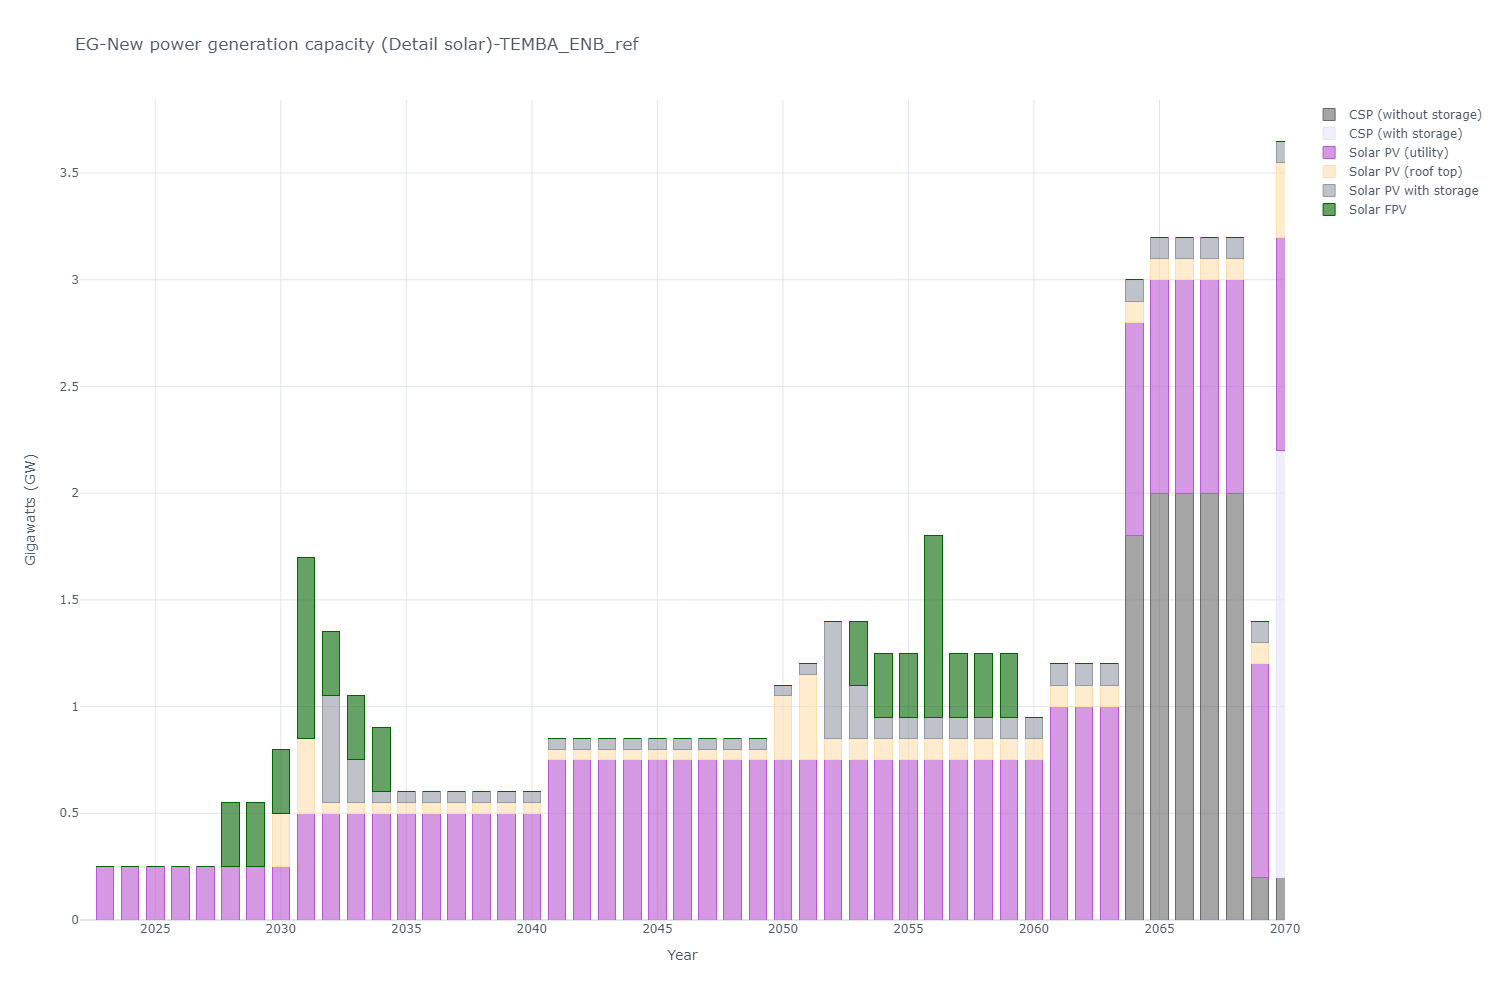 EG-New power generation capacity (Detail solar)-TEMBA_ENB_ref
CSP (without storage)
CSP (with storage)
Solar PV (utility)
Solar PV (roof top)
Solar PV with storage
Solar FPV
3.5
3
2.5
2
1.5
1
0.5
0
Gigawatts (GW)
2025
2030
2035
2040
2045
2050
2055
2060
2065
2070
Year